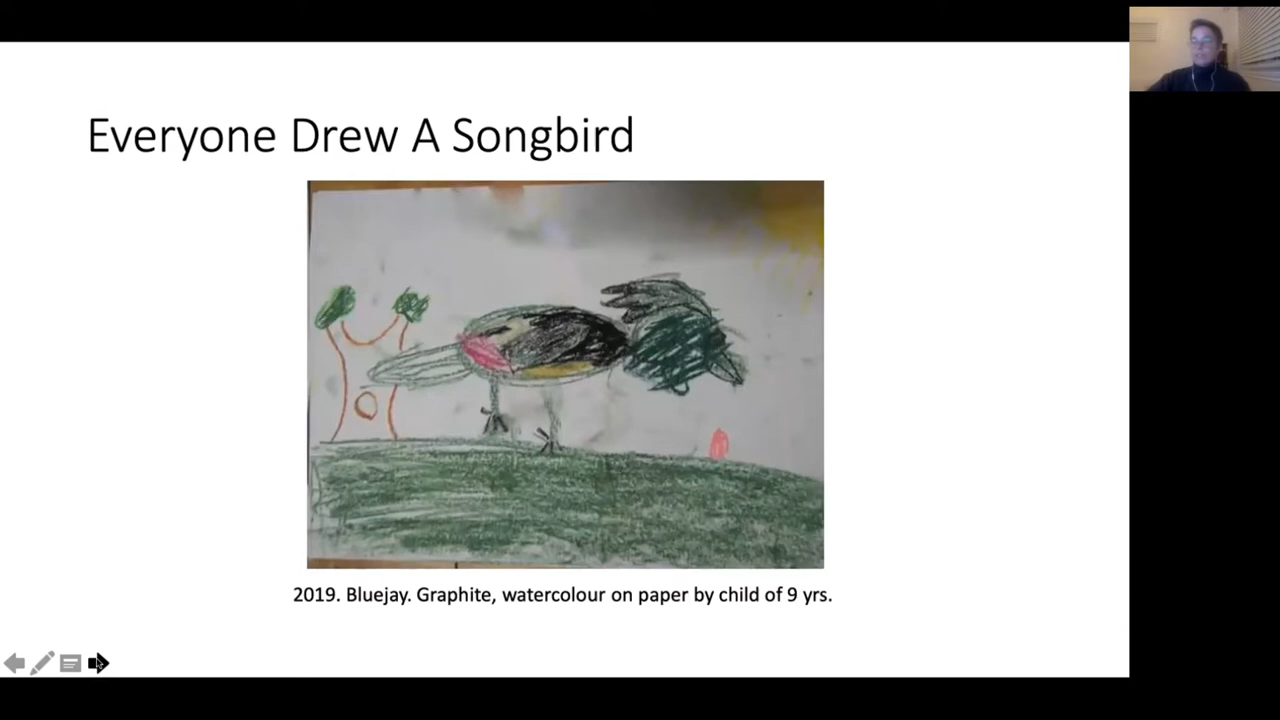 Everyone Drew A Songbird
2019. Bluejay. Graphite, watercolour on paper by child of 9 yrs.